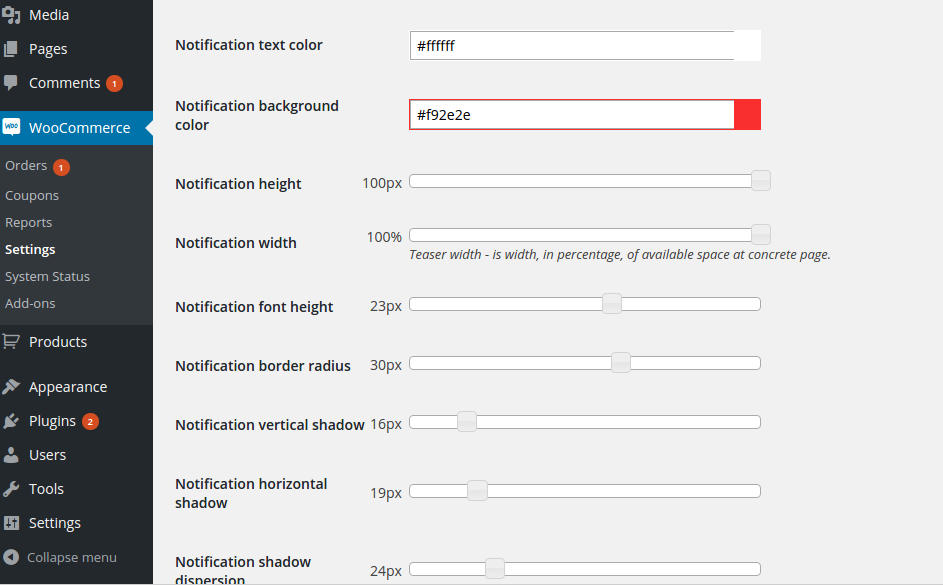 Media
Pages
Comments 1
WOO WooCommerce
Orders 1
Coupons
Reports
Settings
System Status
Add-ons
Products
Appearance
Plugins 2
Users
Tools
Settings
Collapse menu
Notification text color #ffffff
Notification background
color
#f92e2e
Notification height 100px
Notification width 100%
Teaser width - is width, in percentage, of available space at concrete page.
Notification font height 23px
Notification border radius 30px
Notification vertical shadow 16px
Notification horizontal
shadow
19px
Notification shadow
dispersion
24px